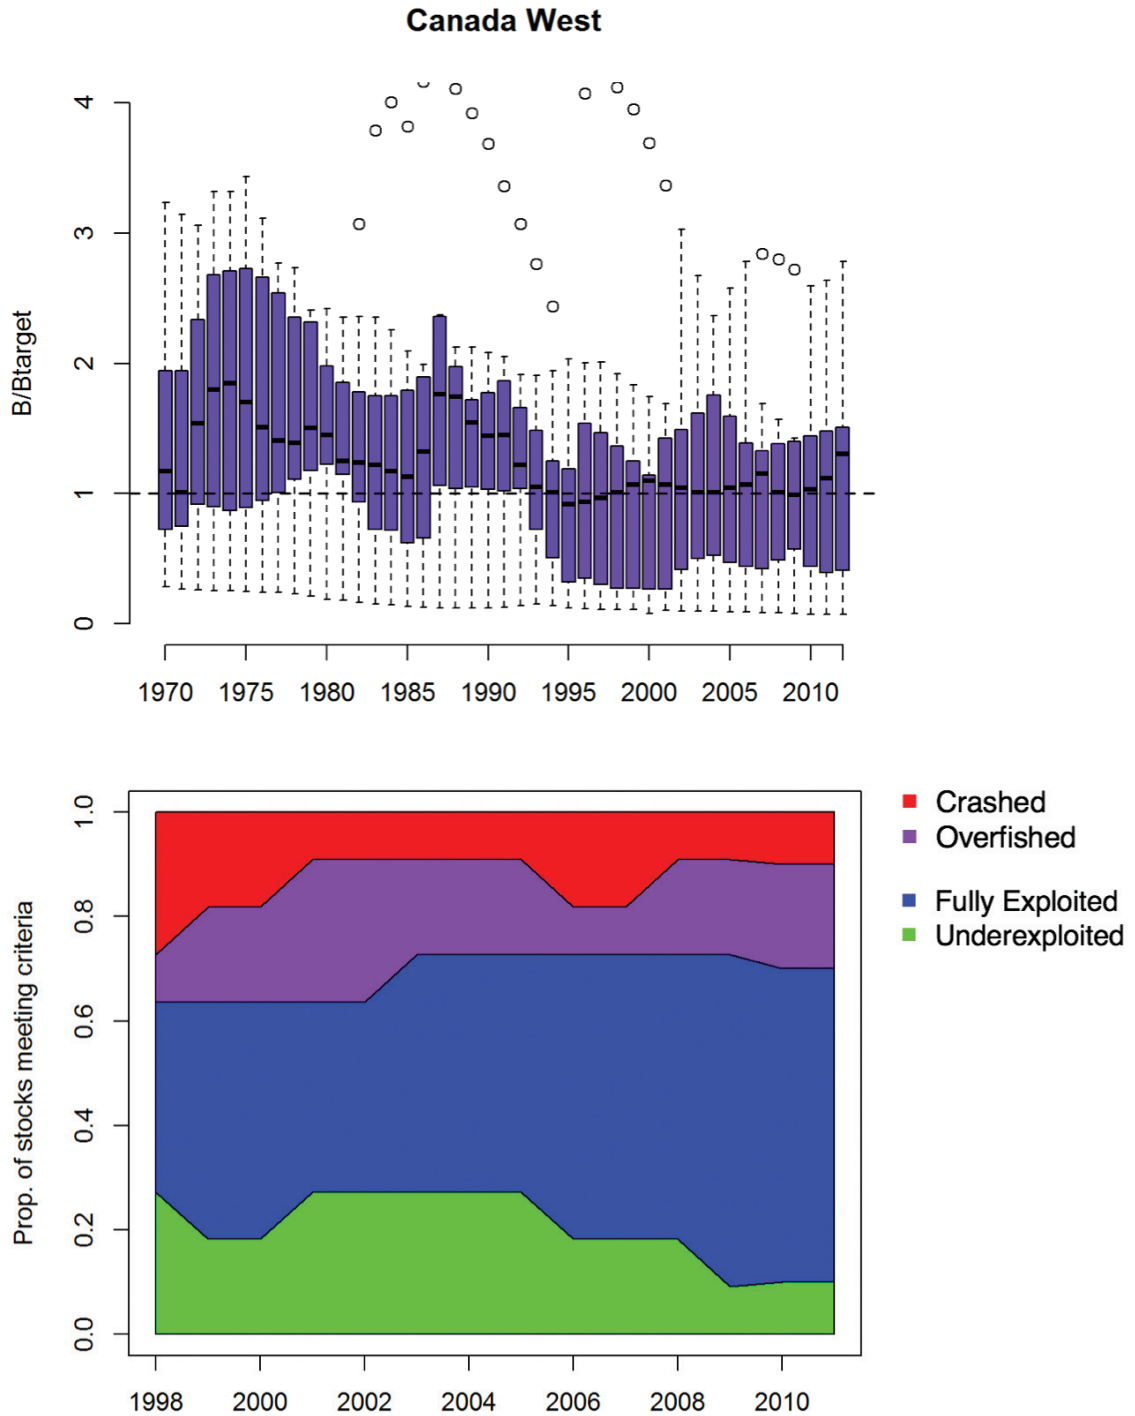 Canada West
B/Btarget
4
3
2
1
0
1970 1975 1980 1985 1990 1995 2000 2005 2010
Prop. of stocks meeting criteria
1.0
0.8
0.6
0.4
0.2
0.0
1998 2000 2002 2004 2006 2008 2010
Crashed
Overfished
Fully Exploited
Underexploited